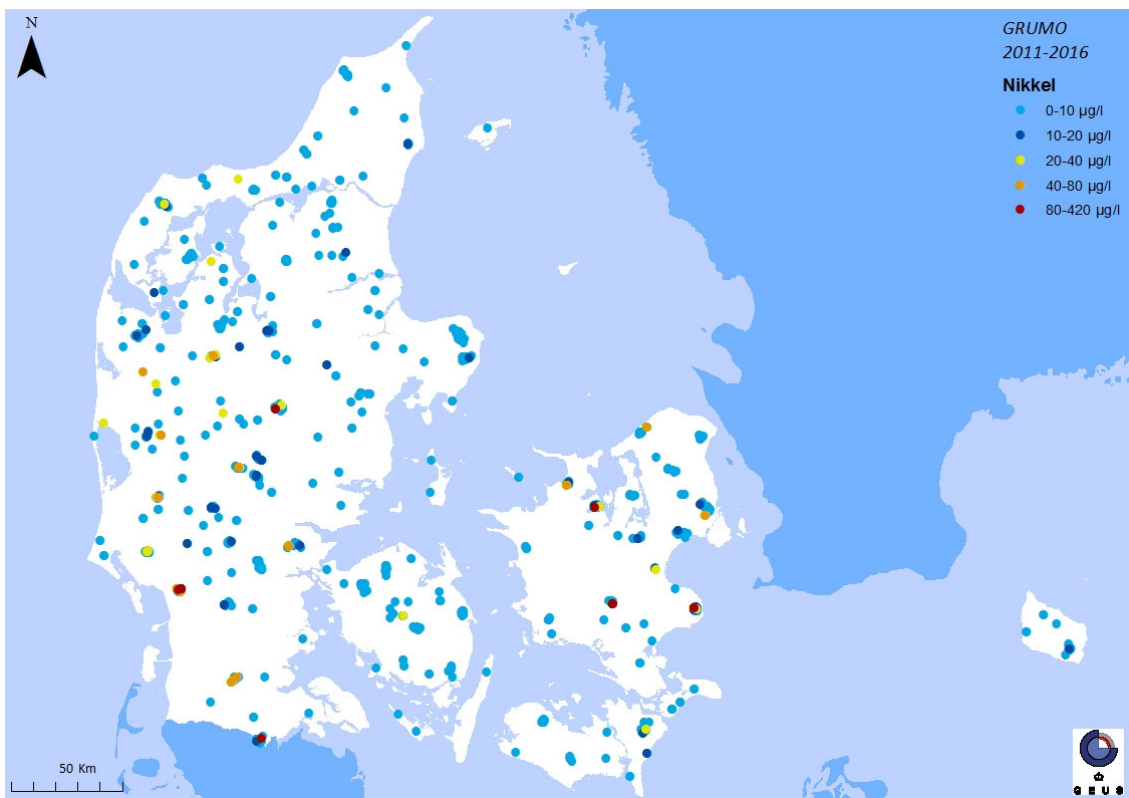 N
GRUMO
2011-2016
Nikkel
0-10 µg/l
10-20 µg/l
20-40 µg/l
40-80 µg/l
80-420 µg/l
50 Km
G E U S